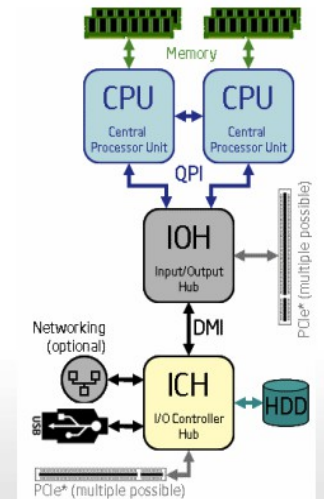 Memory
CPU
Central
Processor Unit
CPU
Central
Processor Unit
QPI
IOH
Input/Output
Hub
PCIe* (multiple possible)
DMI
Networking
(optional)
ICH
I/O Controller
Hub
HDD
USB
PCIe* (multiple possible)